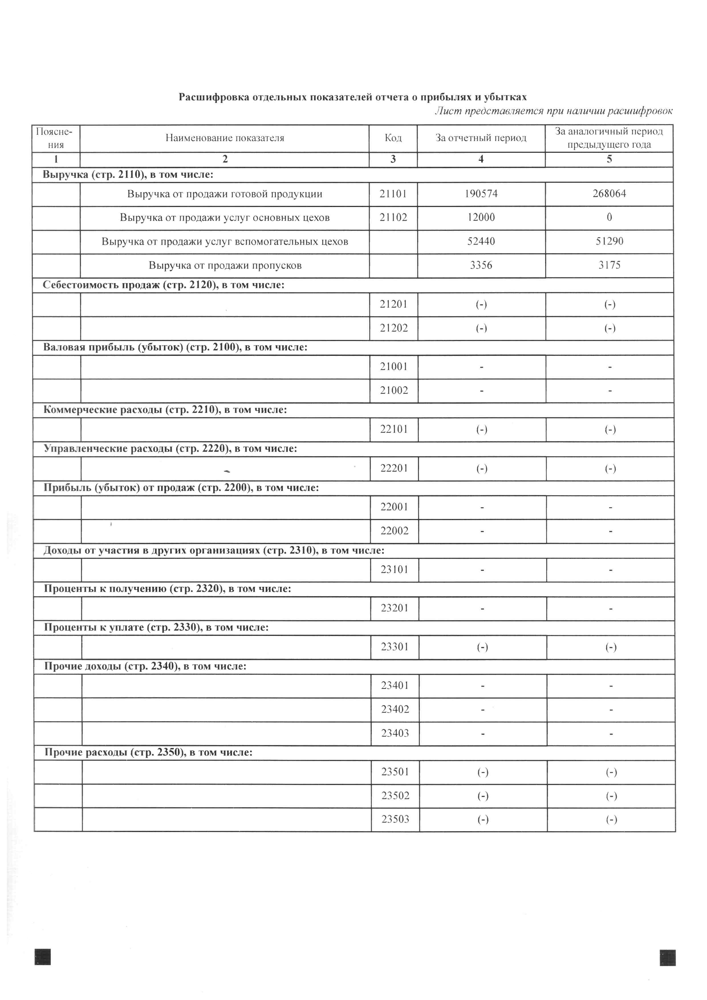 Расшифровка отдельных показателей отчета о прибылях и убытках
Лист представляется при наличии расшифровок
Поясне-
ния
Наименование показателя
Код
За отчетный период
За аналогичный период
предыдущего года
1 2 3 4 5
Выручка (стр. 2110), в том числе:
Выручка от продажи готовой продукции 21101 190574 268064
Выручка от продажи услуг основных цехов 21102 12000 0
Выручка от продажи услуг вспомогательных цехов 52440 51290
Выручка от продажи пропусков 3356 3175
Себестоимость продаж (стр. 2120), в том числе:
21201 (-) (-)
21202 (-) (-)
Валовая прибыль (убыток) (стр. 2100), в том числе:
21001 - -
21002 - -
Коммерческие расходы (стр. 2210), в том числе:
22101 (-) (-)
Управленческие расходы (стр. 2220), в том числе:
22201 (-) (-)
Прибыль (убыток) от продаж (стр. 2200), в том числе:
22001 - -
22002 - -
Доходы от участия в других организациях (стр. 2310), в том числе:
23101 - -
Проценты к получению (стр. 2320), в том числе:
23201 - -
Проценты к уплате (стр. 2330), в том числе:
23301 (-) (-)
Прочие доходы (стр. 2340), в том числе:
23401 - -
23402 - -
23403 - -
Прочие расходы (стр. 2350), в том числе:
23501 (-) (-)
23502 (-) (-)
23503 (-) (-)